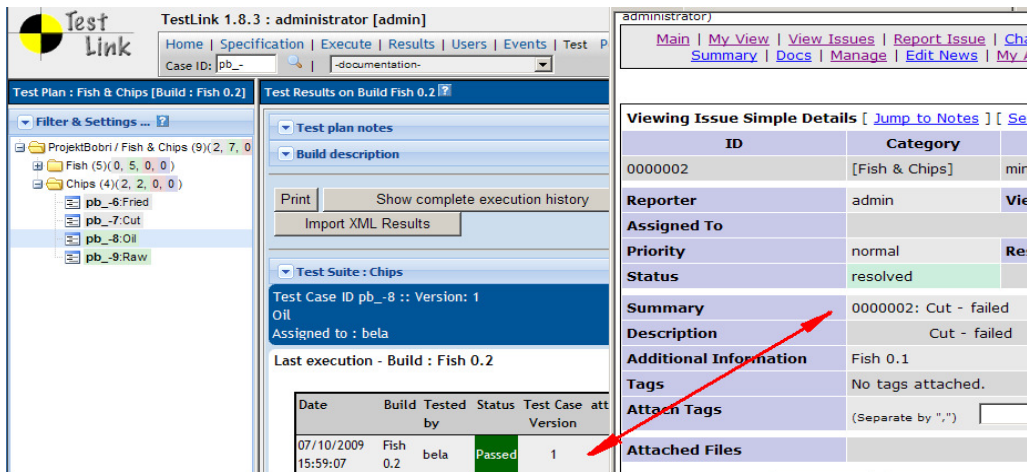 Test
Link
TestLink 1.8.3 : administrator [admin]
Home | Specification | Execute | Results | Users | Events | Test P
Case ID: pb_- | -documentation-
Test Plan : Fish & Chips [Build : Fish 0.2]
Filter & Settings ... ?
ProjektBobri / Fish & Chips (9)(2, 7, 0
Fish (5)(0, 5, 0, 0)
Chips (4)(2, 2, 0, 0)
pb_-6:Fried
pb_-7:Cut
pb_-8:Oil
pb_-9:Raw
Test Results on Build Fish 0.2 ?
Test plan notes
Build description
Print Show complete execution history
Import XML Results
Test Suite : Chips
Test Case ID pb_-8 :: Version: 1
Oil
Assigned to : bela
Last execution - Build : Fish 0.2
Date Build Tested by Status Test Case Version att
07/10/2009 15:59:07 Fish 0.2 bela Passed 1
administrator)
Main | My View | View Issues | Report Issue | Cha
Summary | Docs | Manage | Edit News | My A
Viewing Issue Simple Details [ Jump to Notes ] [ Se
ID Category
0000002 [Fish & Chips] min
Reporter admin Vie
Assigned To
Priority normal Res
Status resolved
Summary 0000002: Cut - failed
Description Cut - failed
Additional Information Fish 0.1
Tags No tags attached.
Attach Tags (Separate by ",")
Attached Files